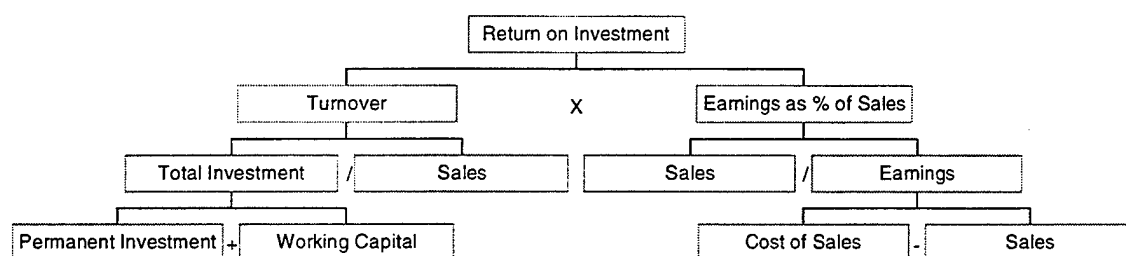 Return on Investment
Turnover X Earnings as % of Sales
Total Investment / Sales Sales / Earnings
Permanent Investment + Working Capital Cost of Sales - Sales